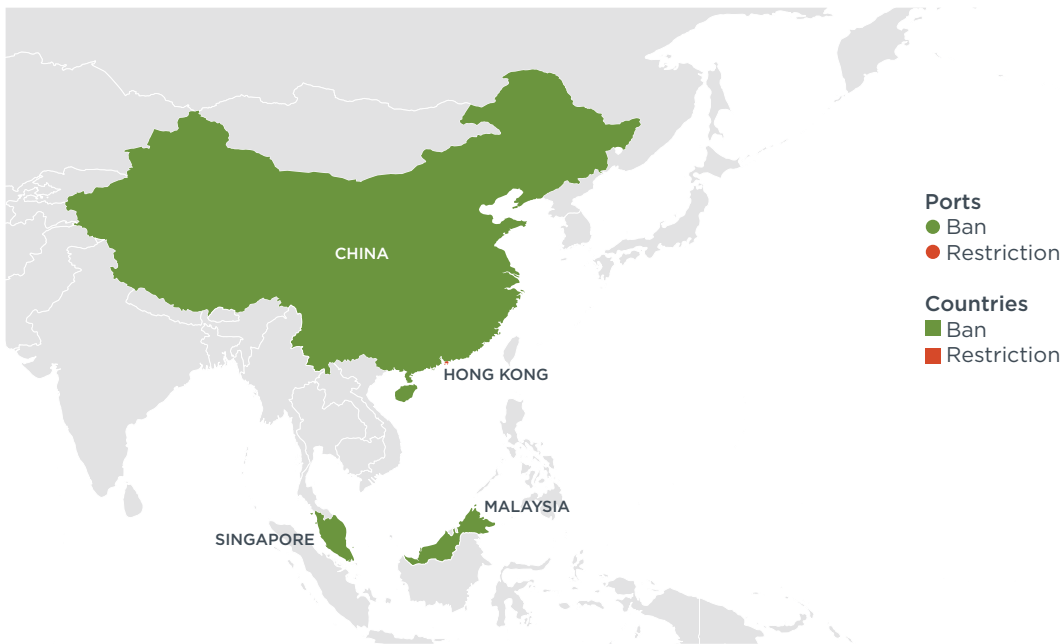 CHINA
HONG KONG
MALAYSIA
SINGAPORE
Ports
Ban
Restriction
Countries
Ban
Restriction